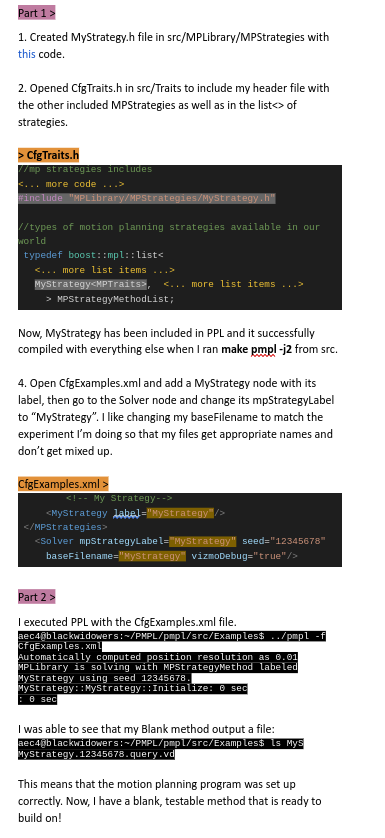 Part 1 >
1. Created MyStrategy.h file in src/MPLibrary/MPStrategies with
this code.
2. Opened CfgTraits.h in src/Traits to include my header file with
the other included MPStrategies as well as in the list<> of
strategies.
> CfgTraits.h
//mp strategies includes
<... more code ...>
#include "MPLibrary/MPStrategies/MyStrategy.h"
//types of motion planning strategies available in our
world
typedef boost::mpl::list<
<... more list items ...>
MyStrategy<MPTraits>, <... more list items ...>
> MPStrategyMethodList;
Now, MyStrategy has been included in PPL and it successfully
compiled with everything else when I ran make pmpl -j2 from src.
4. Open CfgExamples.xml and add a MyStrategy node with its
label, then go to the Solver node and change its mpStrategyLabel
to “MyStrategy”. I like changing my baseFilename to match the
experiment I’m doing so that my files get appropriate names and
don’t get mixed up.
CfgExamples.xml >
<!-- My Strategy-->
<MyStrategy label="MyStrategy"/>
</MPStrategies>
<Solver mpStrategyLabel="MyStrategy" seed="12345678"
baseFilename="MyStrategy" vizmoDebug="true"/>
Part 2 >
I executed PPL with the CfgExamples.xml file.
aec4@blackwidowers:~/PMPL/pmpl/src/Examples$ ../pmpl -f
CfgExamples.xml
Automatically computed position resolution as 0.01
MPLibrary is solving with MPStrategyMethod labeled
MyStrategy using seed 12345678.
MyStrategy::MyStrategy::Initialize: 0 sec
: 0 sec
I was able to see that my Blank method output a file:
aec4@blackwidowers:~/PMPL/pmpl/src/Examples$ ls MyS
MyStrategy.12345678.query.vd
This means that the motion planning program was set up
correctly. Now, I have a blank, testable method that is ready to
build on!